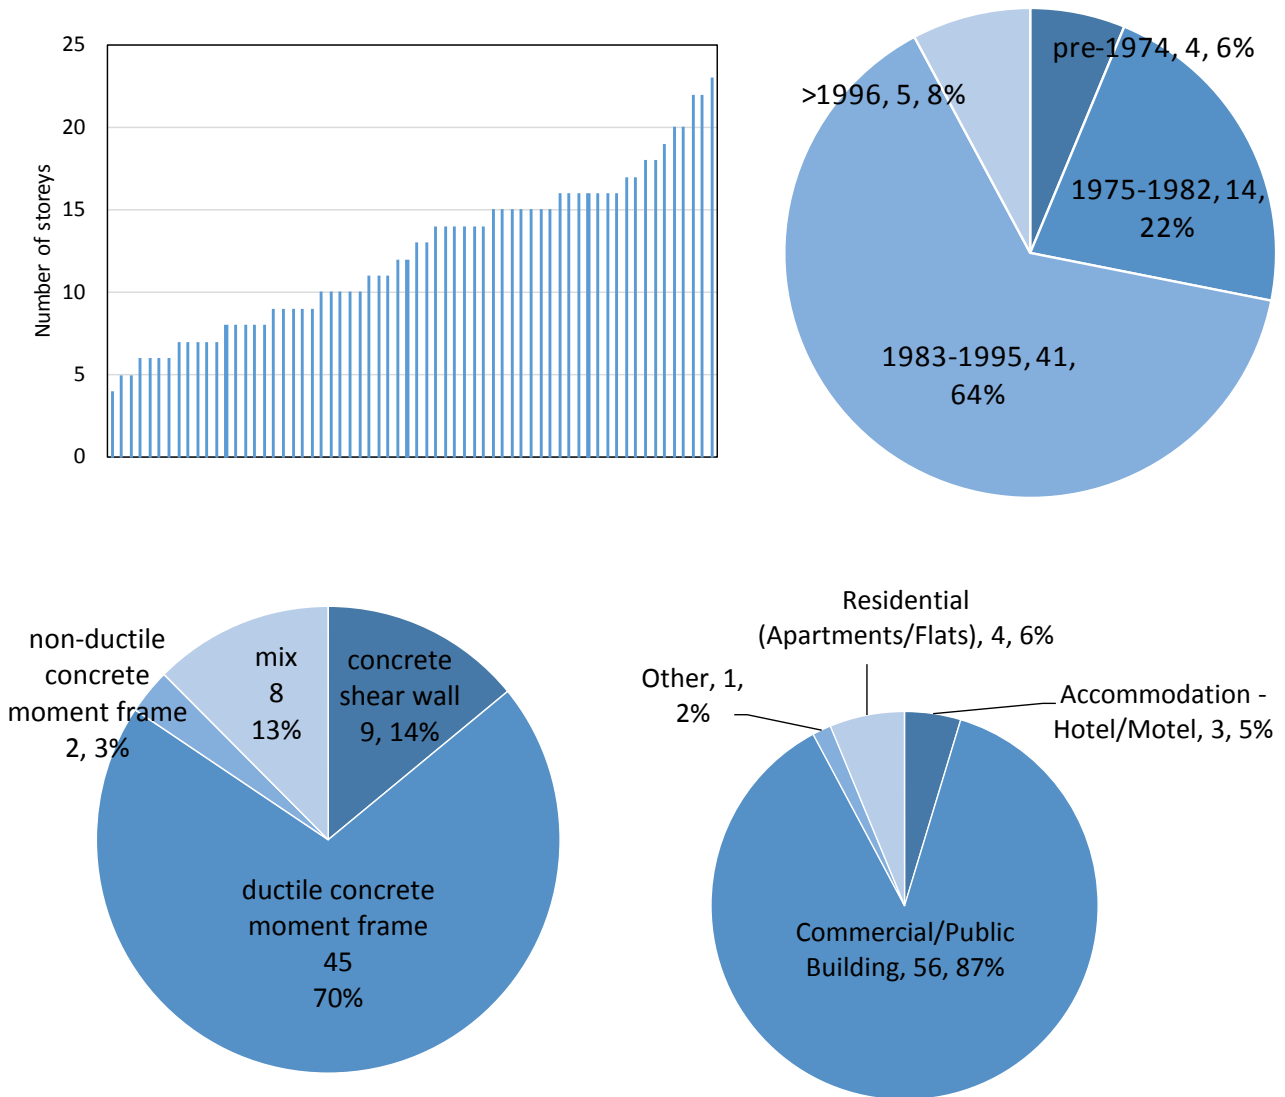 25
20
15
10
5
0
Number of storeys
pre-1974, 4, 6%
>1996, 5, 8%
1975-1982, 14,
22%
1983-1995, 41,
64%
non-ductile
concrete
moment frame
2, 3%
mix
8
13%
concrete
shear wall
9, 14%
ductile concrete
moment frame
45
70%
Residential
(Apartments/Flats), 4, 6%
Other, 1,
2%
Accommodation -
Hotel/Motel, 3, 5%
Commercial/Public
Building, 56, 87%